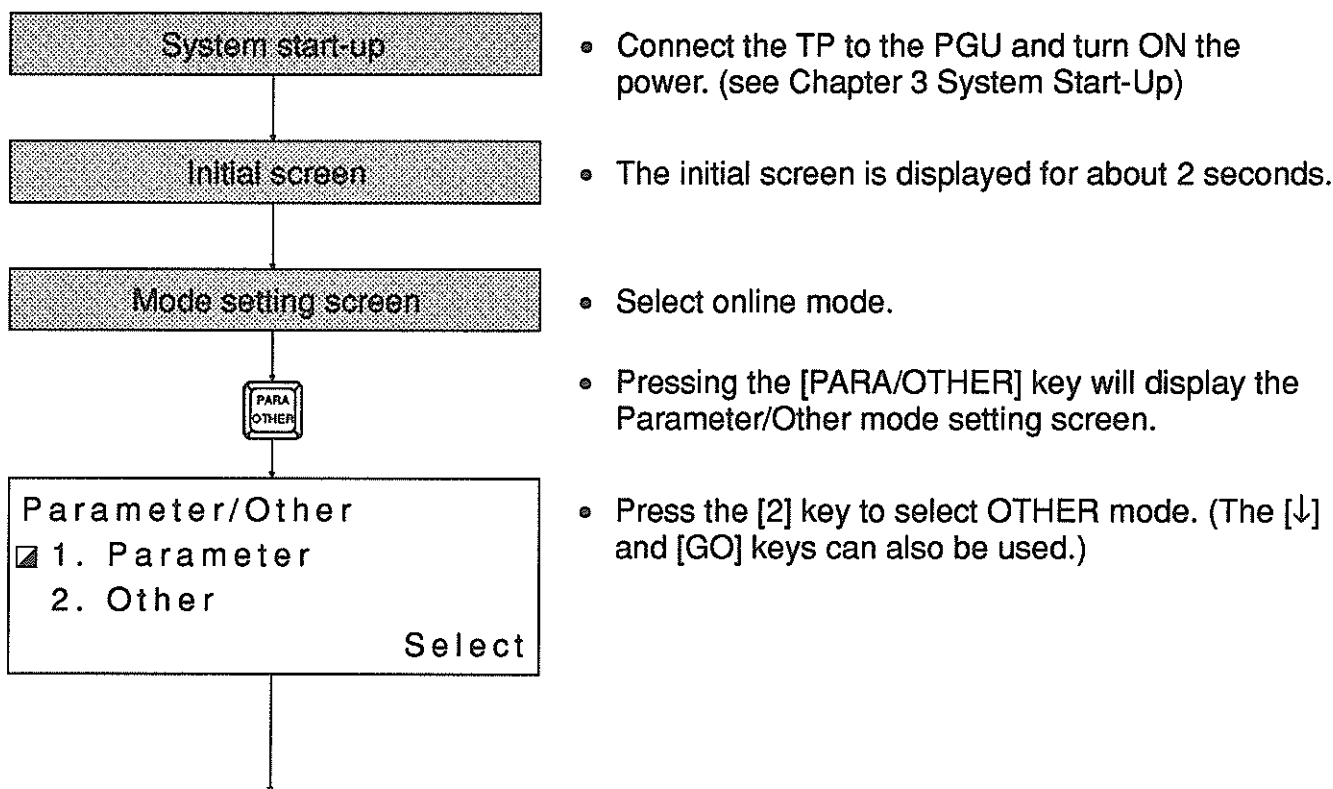 System start-up
• Connect the TP to the PGU and turn ON the
power. (see Chapter 3 System Start-Up)
Initial screen
• The initial screen is displayed for about 2 seconds.
Mode setting screen
• Select online mode.
PARA
OTHER
• Pressing the [PARA/OTHER] key will display the
Parameter/Other mode setting screen.
Parameter/Other
1. Parameter
2. Other
Select
• Press the [2] key to select OTHER mode. (The [↓]
and [GO] keys can also be used.)